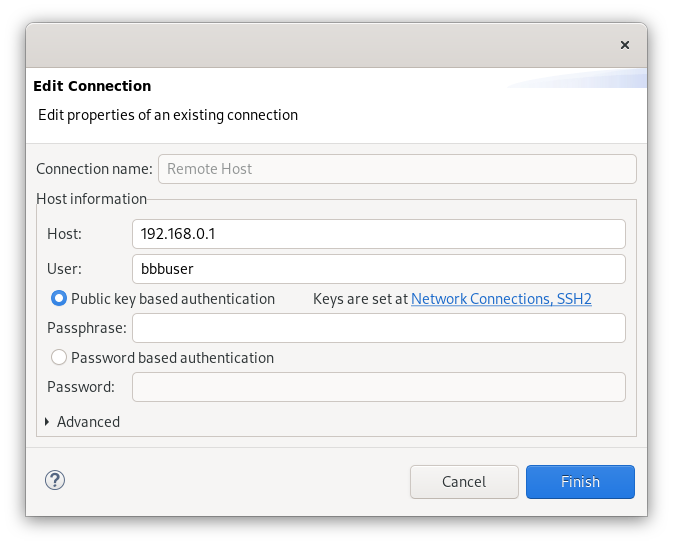 Edit Connection
Edit properties of an existing connection
Connection name: Remote Host
Host information
Host: 192.168.0.1
User: bbbuser
Public key based authentication Keys are set at Network Connections, SSH2
Passphrase:
Password based authentication
Password:
Advanced
? Cancel Finish